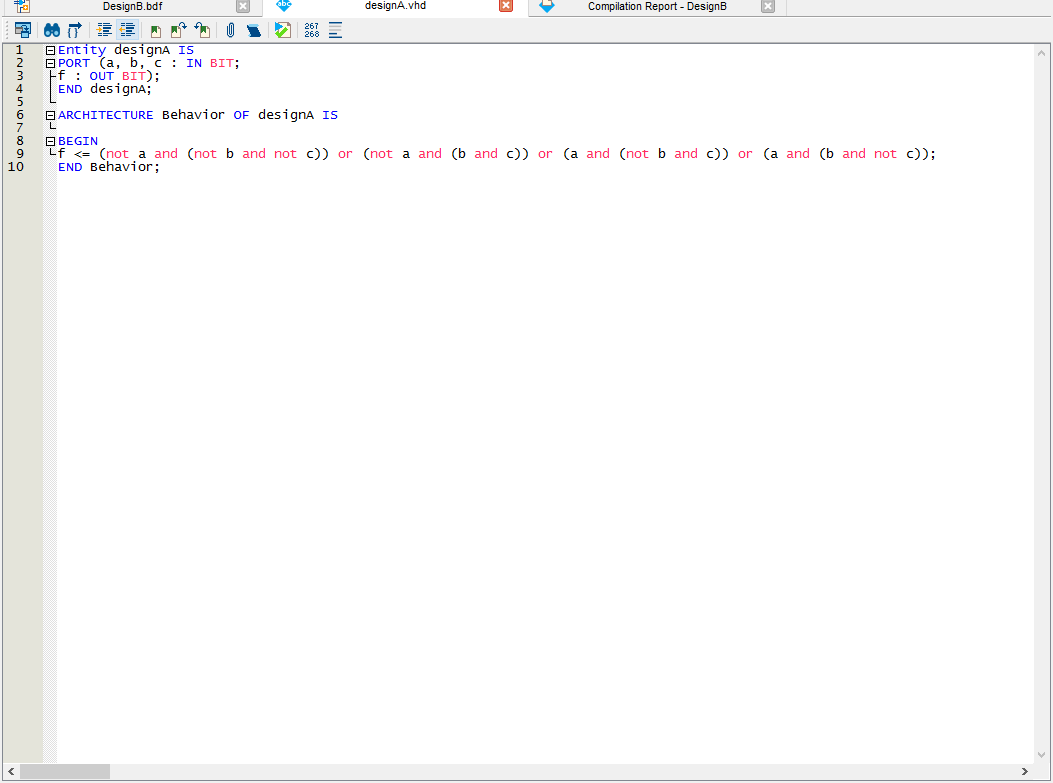 DesignB.bdf designA.vhd Compilation Report - DesignB
abc
267
268
1 Entity designA IS
2 PORT (a, b, c : IN BIT;
3 f : OUT BIT);
4 END designA;
5
6 ARCHITECTURE Behavior OF designA IS
7
8 BEGIN
9 f <= (not a and (not b and not c)) or (not a and (b and c)) or (a and (not b and c)) or (a and (b and not c));
10 END Behavior;